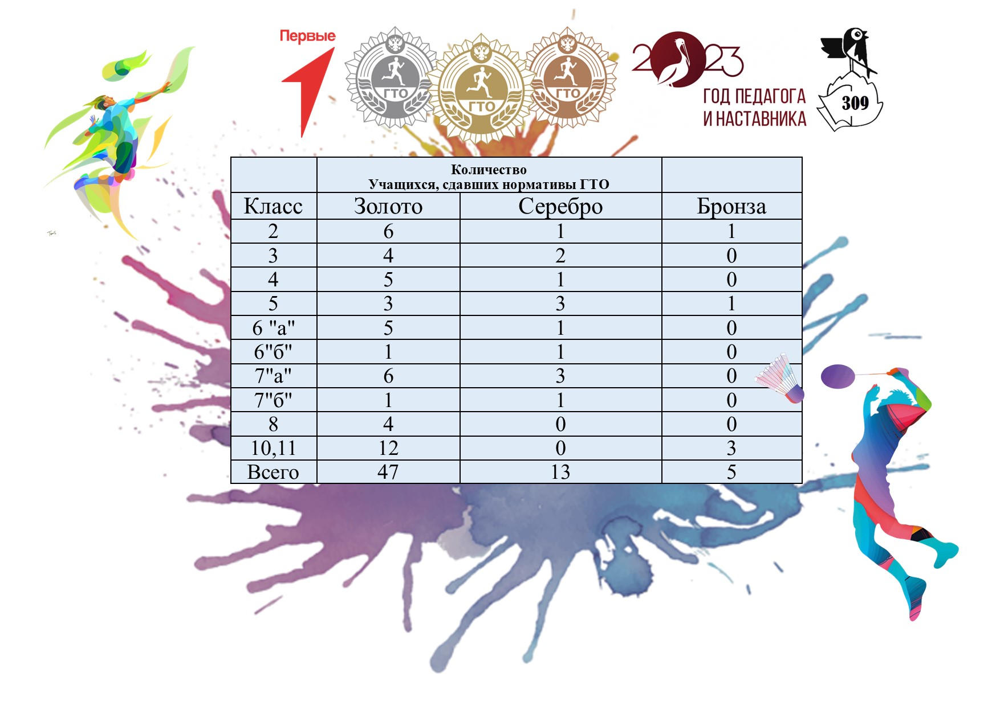 Первые
ГТО
ГТО
ГТО
2023
ГОД ПЕДАГОГА
И НАСТАВНИКА
309
Количество
Учащихся, сдавших нормативы ГТО
Класс Золото Серебро Бронза
2 6 1 1
3 4 2 0
4 5 1 0
5 3 3 1
6 "а" 5 1 0
6"б" 1 1 0
7"а" 6 3 0
7"б" 1 1 0
8 4 0 0
10,11 12 0 3
Всего 47 13 5